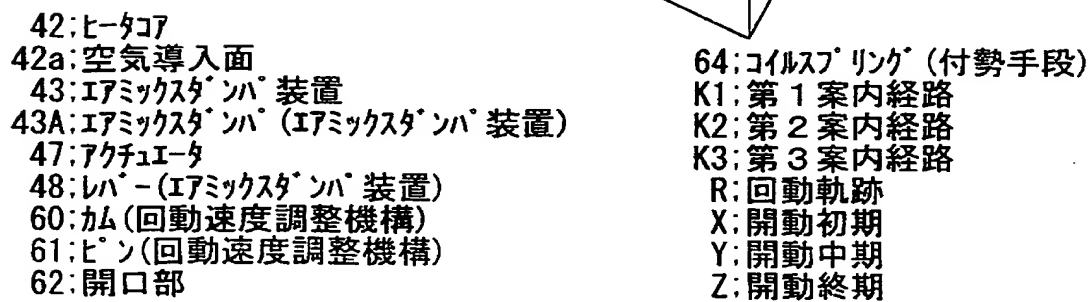 42;ﾋｰﾀｺｱ
42a;空気導入面
43;ｴｱﾐｯｸｽﾀﾞﾝﾊﾟ装置
43A;ｴｱﾐｯｸｽﾀﾞﾝﾊﾟ(ｴｱﾐｯｸｽﾀﾞﾝﾊﾟ装置)
47;ｱｸﾁｭｴｰﾀ
48;ﾚﾊﾞｰ(ｴｱﾐｯｸｽﾀﾞﾝﾊﾟ装置)
60;ｶﾑ(回動速度調整機構)
61;ﾋﾟﾝ(回動速度調整機構)
62;開口部
64;ｺｲﾙｽﾌﾟﾘﾝｸﾞ(付勢手段)
K1;第１案内経路
K2;第２案内経路
K3;第３案内経路
R;回動軌跡
X;開動初期
Y;開動中期
Z;開動終期